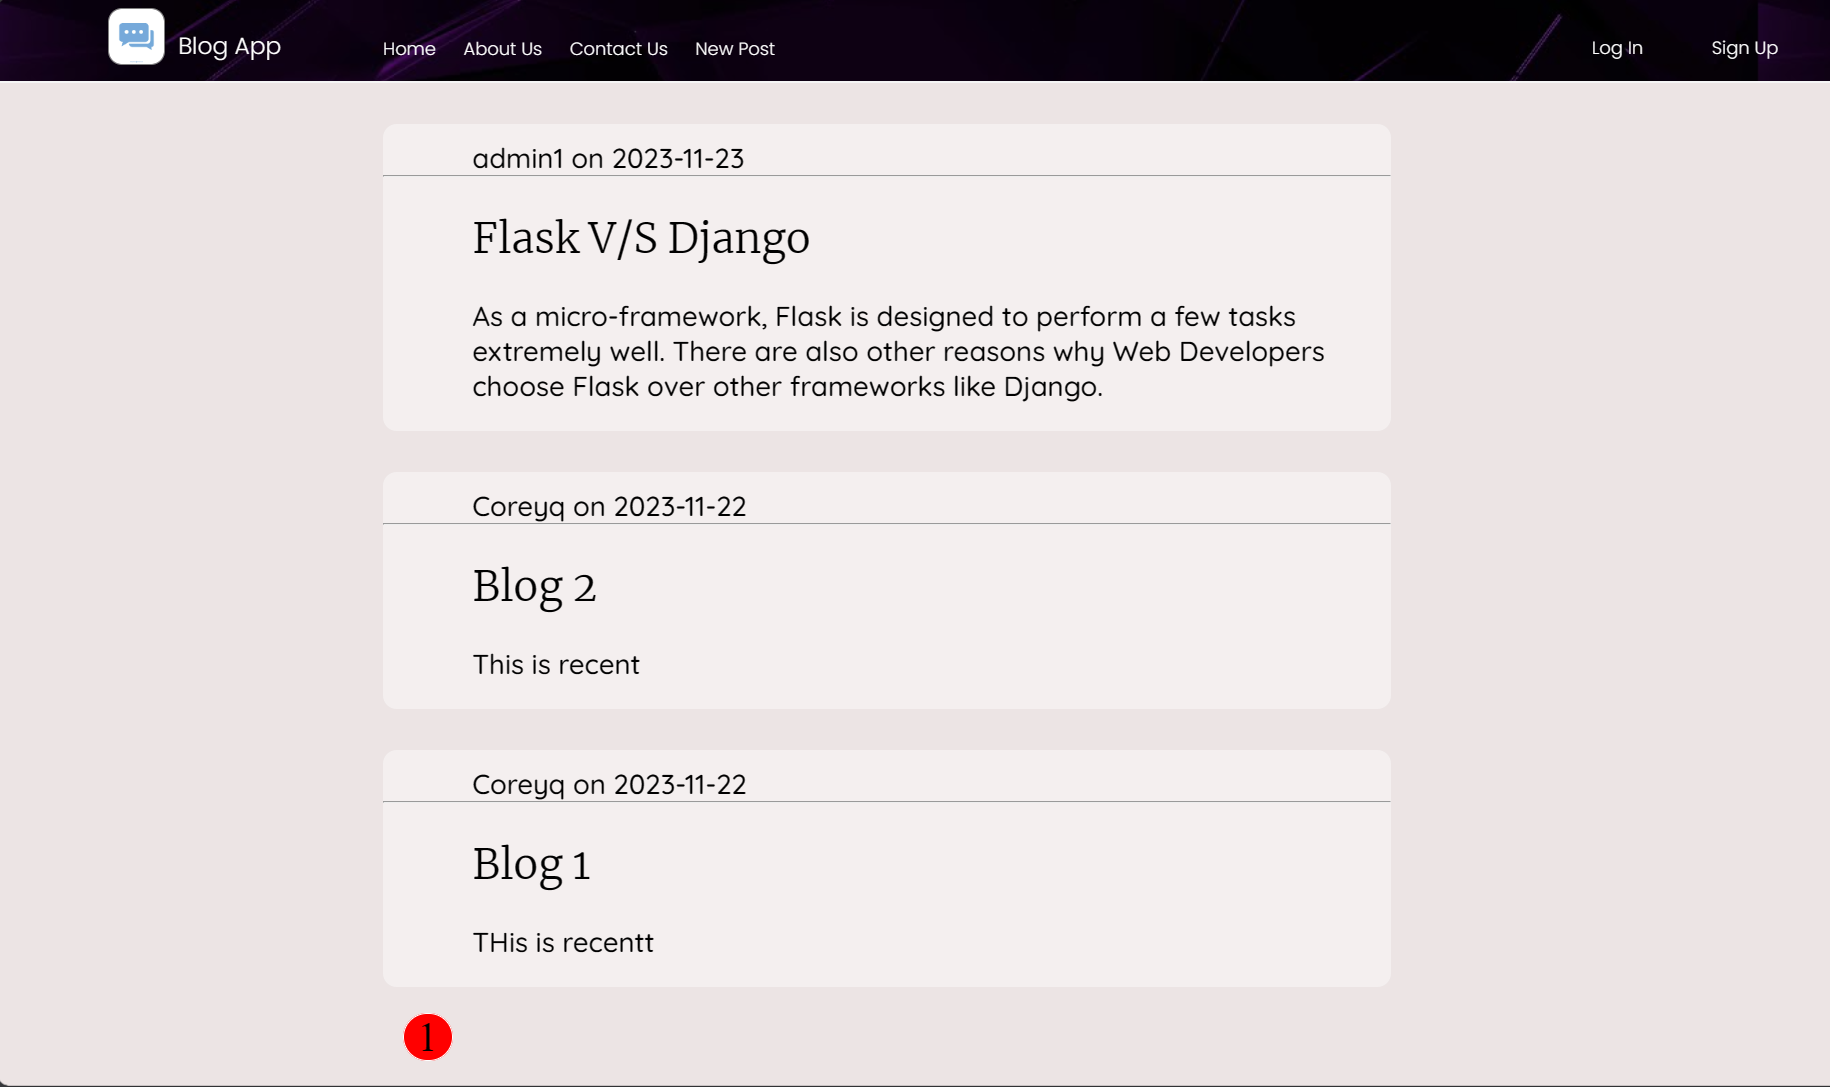 Blog App
Home About Us Contact Us New Post
Log In Sign Up
admin1 on 2023-11-23
Flask V/S Django
As a micro-framework, Flask is designed to perform a few tasks
extremely well. There are also other reasons why Web Developers
choose Flask over other frameworks like Django.
Coreyq on 2023-11-22
Blog 2
This is recent
Coreyq on 2023-11-22
Blog 1
THis is recentt
1